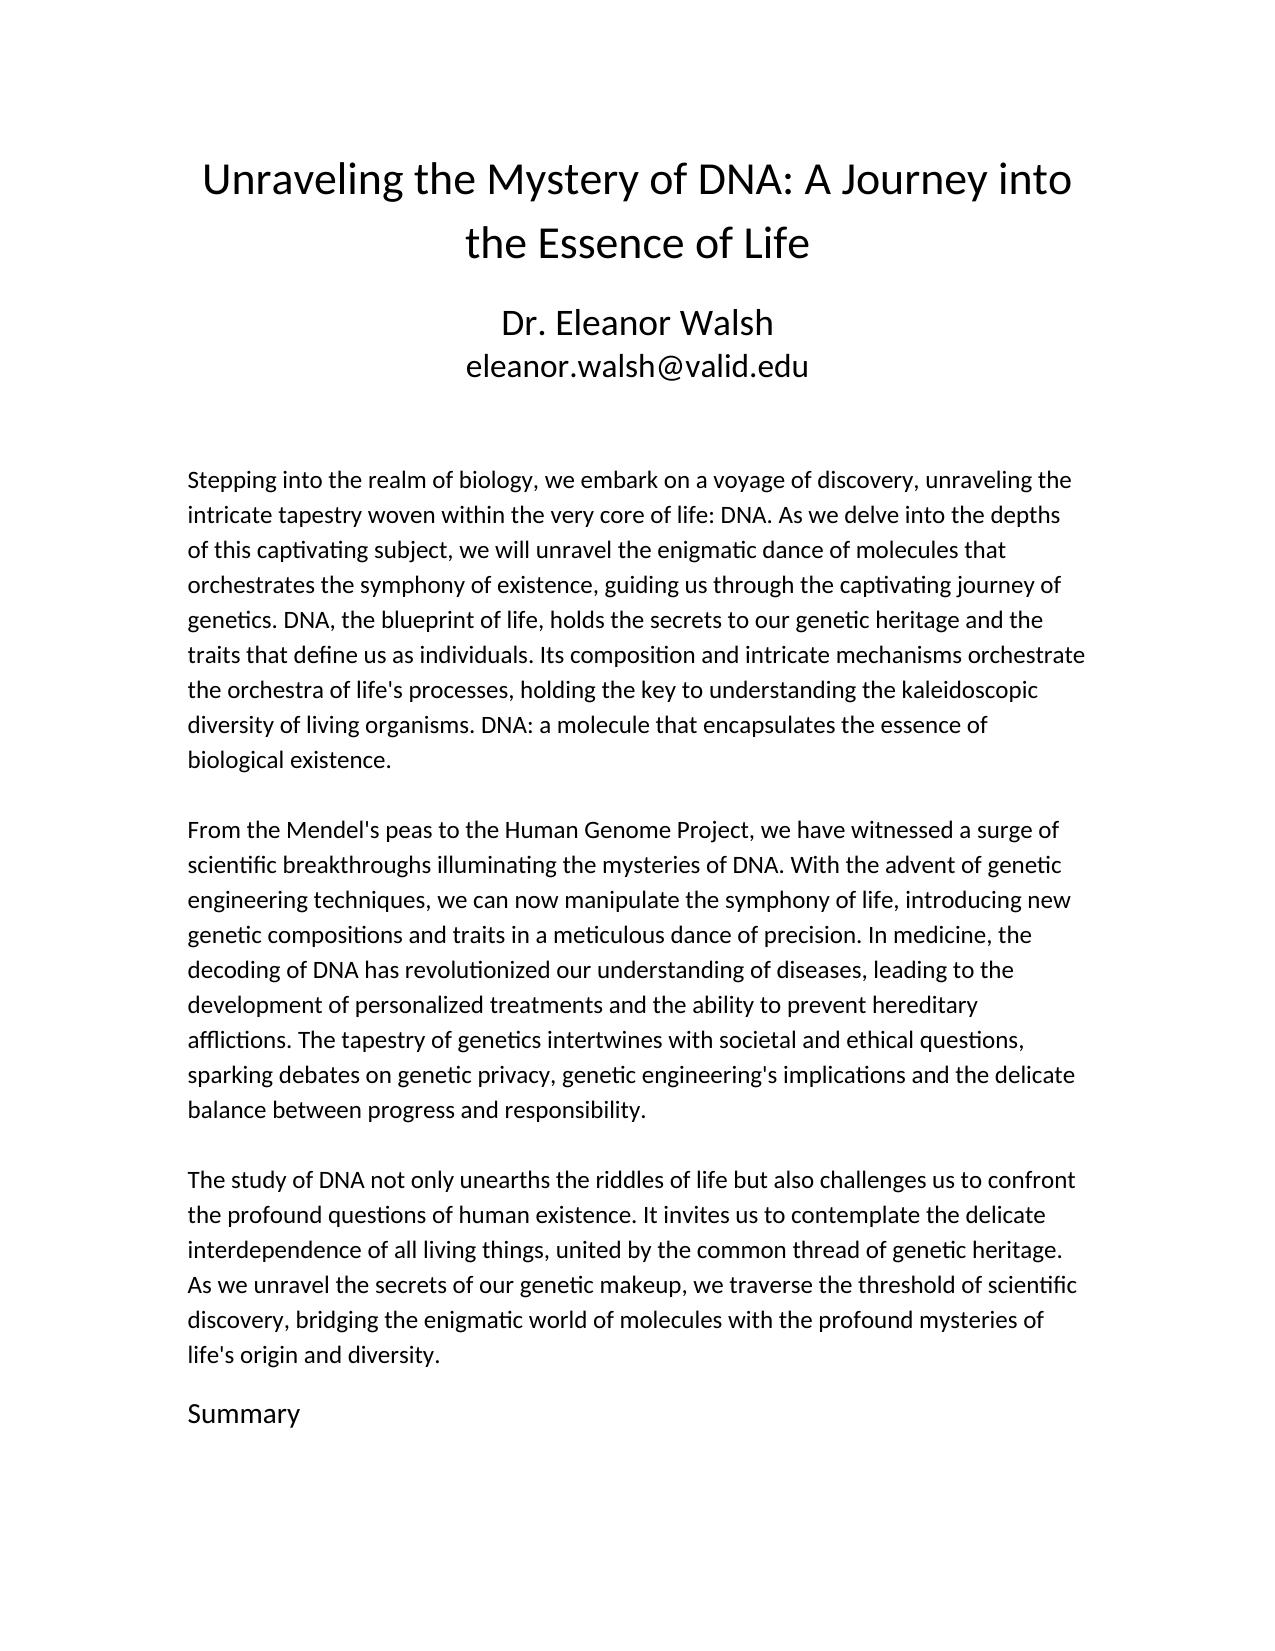 Unraveling the Mystery of DNA: A Journey into
the Essence of Life
Dr. Eleanor Walsh
eleanor.walsh@valid.edu
Stepping into the realm of biology, we embark on a voyage of discovery, unraveling the
intricate tapestry woven within the very core of life: DNA. As we delve into the depths
of this captivating subject, we will unravel the enigmatic dance of molecules that
orchestrates the symphony of existence, guiding us through the captivating journey of
genetics. DNA, the blueprint of life, holds the secrets to our genetic heritage and the
traits that define us as individuals. Its composition and intricate mechanisms orchestrate
the orchestra of life's processes, holding the key to understanding the kaleidoscopic
diversity of living organisms. DNA: a molecule that encapsulates the essence of
biological existence.
From the Mendel's peas to the Human Genome Project, we have witnessed a surge of
scientific breakthroughs illuminating the mysteries of DNA. With the advent of genetic
engineering techniques, we can now manipulate the symphony of life, introducing new
genetic compositions and traits in a meticulous dance of precision. In medicine, the
decoding of DNA has revolutionized our understanding of diseases, leading to the
development of personalized treatments and the ability to prevent hereditary
afflictions. The tapestry of genetics intertwines with societal and ethical questions,
sparking debates on genetic privacy, genetic engineering's implications and the delicate
balance between progress and responsibility.
The study of DNA not only unearths the riddles of life but also challenges us to confront
the profound questions of human existence. It invites us to contemplate the delicate
interdependence of all living things, united by the common thread of genetic heritage.
As we unravel the secrets of our genetic makeup, we traverse the threshold of scientific
discovery, bridging the enigmatic world of molecules with the profound mysteries of
life's origin and diversity.
Summary